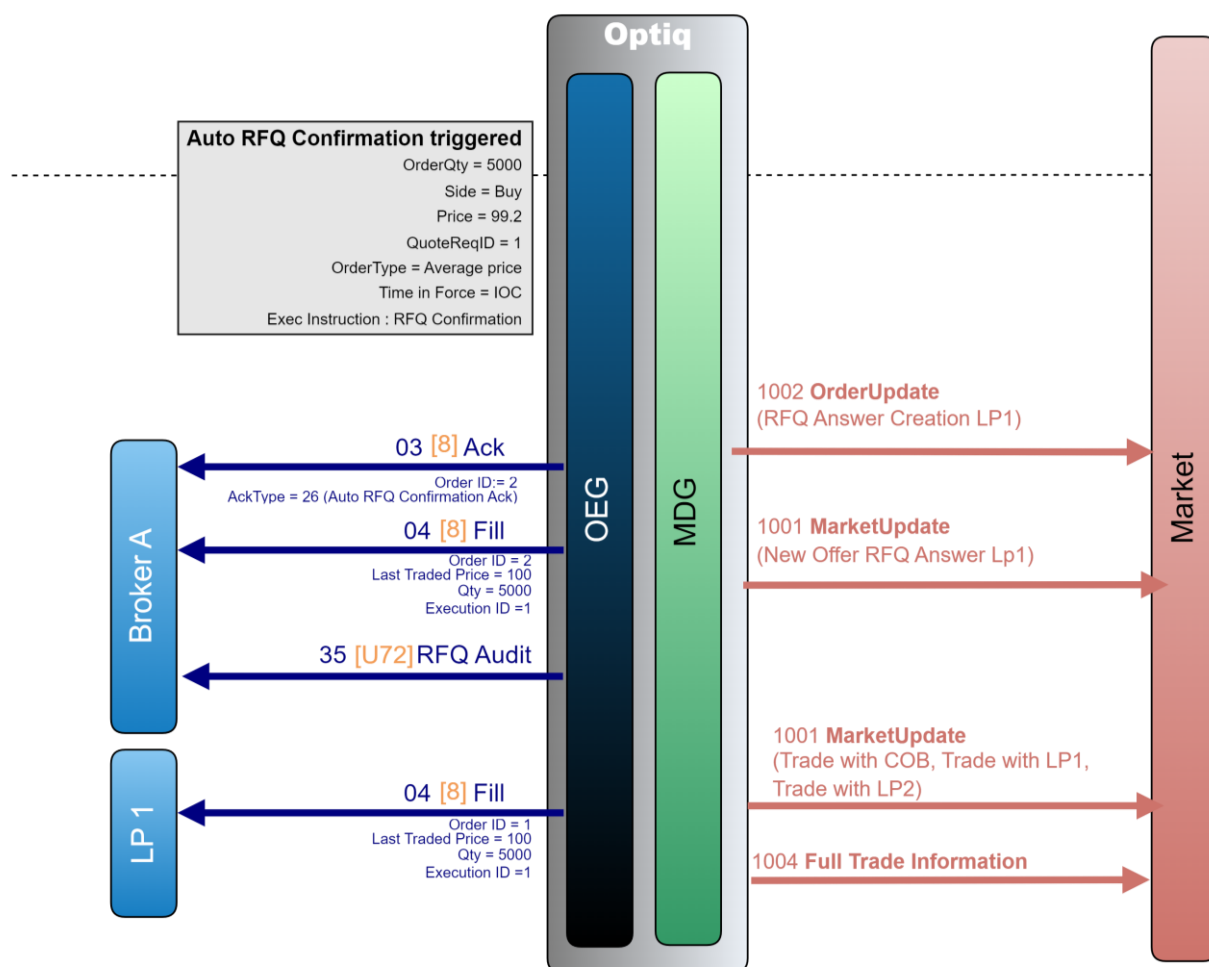 Optiq
Auto RFQ Confirmation triggered
OrderQty = 5000
Side = Buy
Price = 99.2
QuoteReqID = 1
OrderType = Average price
Time in Force = IOC
Exec Instruction : RFQ Confirmation
OEG
MDG
Market
Broker A
LP 1
03 [8] Ack
Order ID:= 2
AckType = 26 (Auto RFQ Confirmation Ack)
04 [8] Fill
Order ID = 2
Last Traded Price = 100
Qty = 5000
Execution ID =1
35 [U72] RFQ Audit
04 [8] Fill
Order ID = 1
Last Traded Price = 100
Qty = 5000
Execution ID =1
1002 OrderUpdate
(RFQ Answer Creation LP1)
1001 MarketUpdate
(New Offer RFQ Answer Lp1)
1001 MarketUpdate
(Trade with COB, Trade with LP1,
Trade with LP2)
1004 Full Trade Information